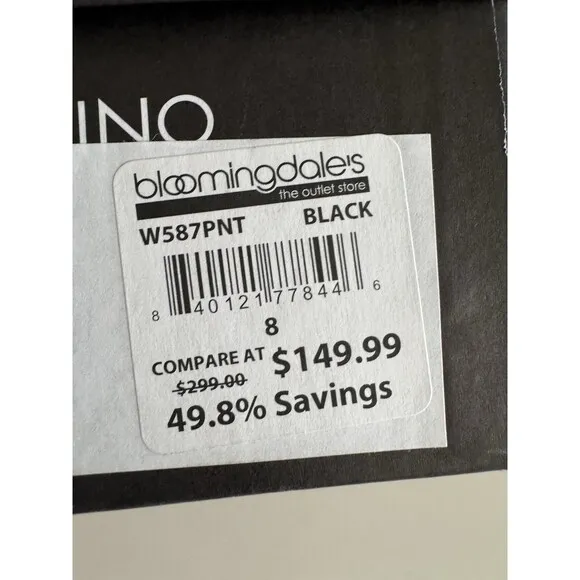 INO
bloomingdale's
the outlet store
W587PNT BLACK
8 40121 77844 6
8
COMPARE AT $149.99
$299.00
49.8% Savings